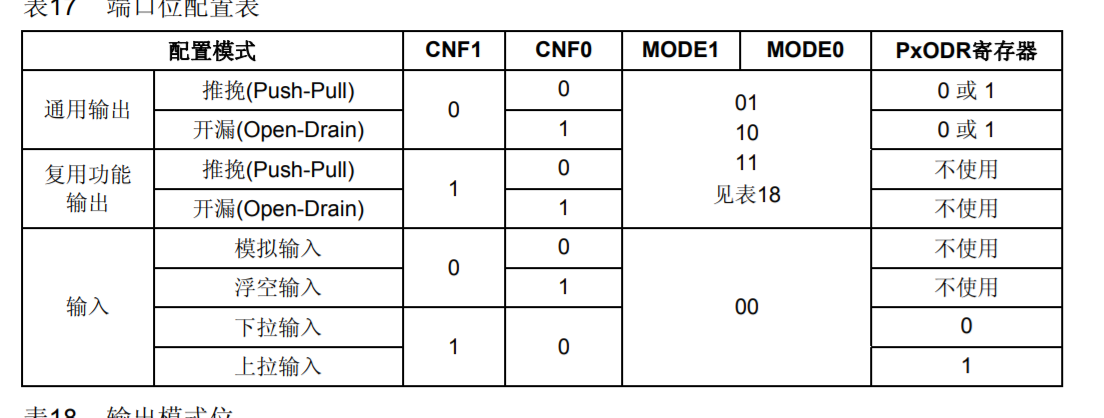 表17 端口位配置表
配置模式 CNF1 CNF0 MODE1 MODE0 PxODR寄存器
通用输出 推挽(Push-Pull) 0 0 01 10 11 见表18 0 或 1
开漏(Open-Drain) 1 0 或 1
复用功能输出 推挽(Push-Pull) 1 0 不使用
开漏(Open-Drain) 1 不使用
输入 模拟输入 0 0 00 不使用
浮空输入 1 不使用
下拉输入 1 0 0
上拉输入 1
表18 输出模式位